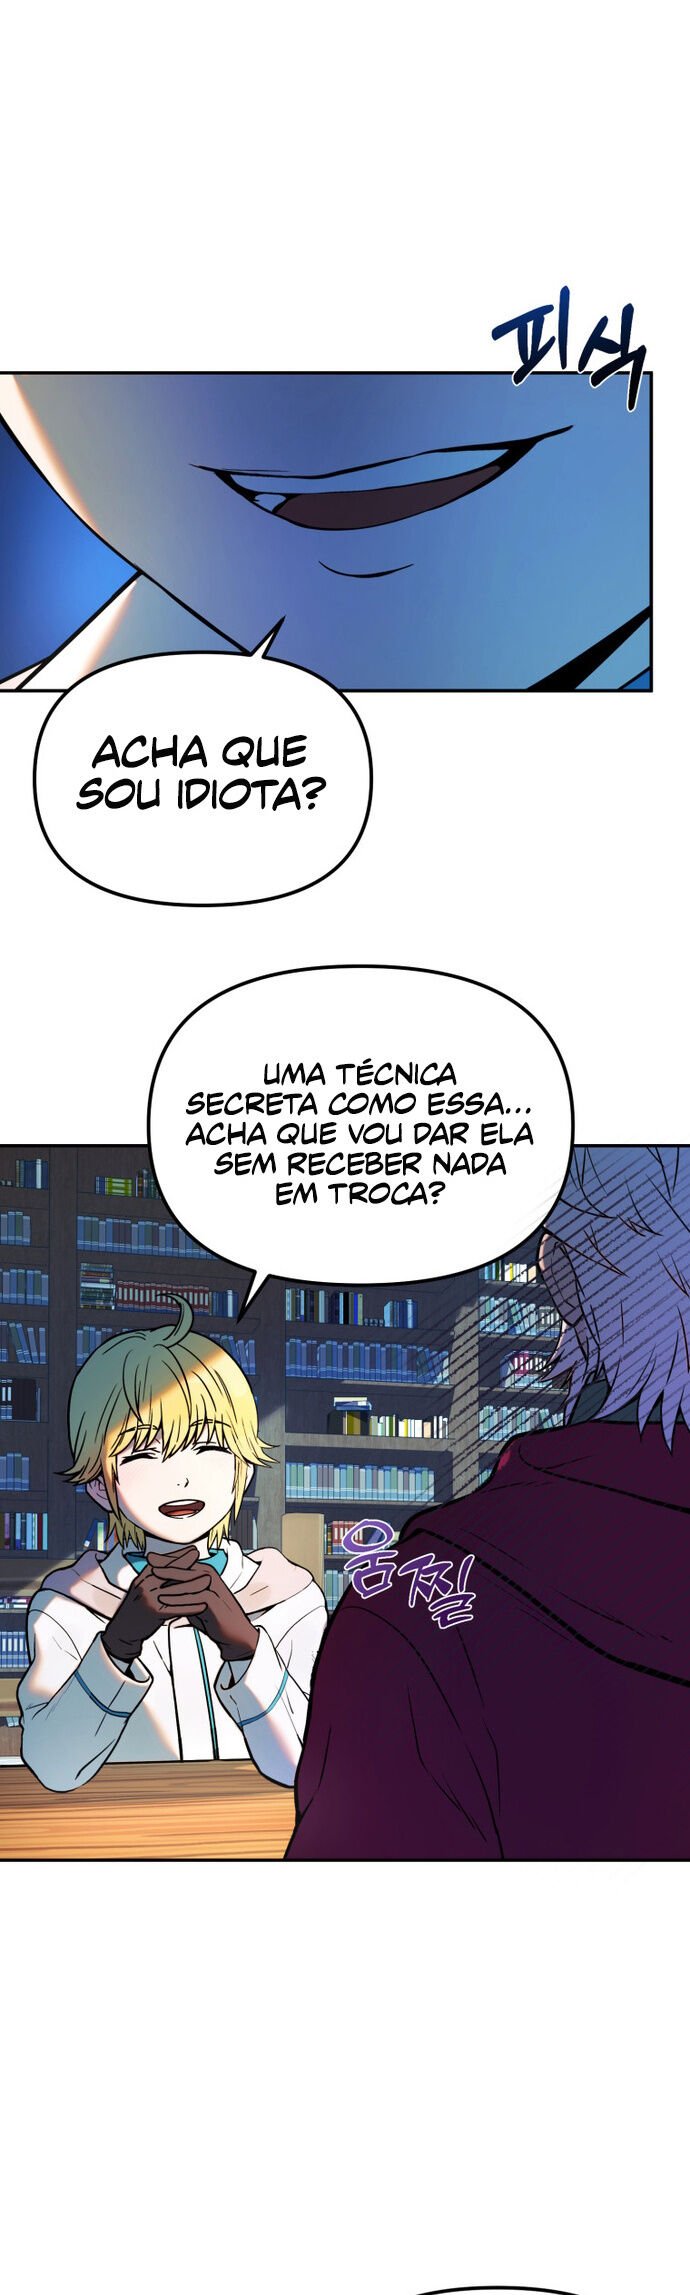 피식
ACHA QUE
SOU IDIOTA?
UMA TÉCNICA
SECRETA COMO ESSA...
ACHA QUE VOU DAR ELA
SEM RECEBER NADA
EM TROCA?
움찔